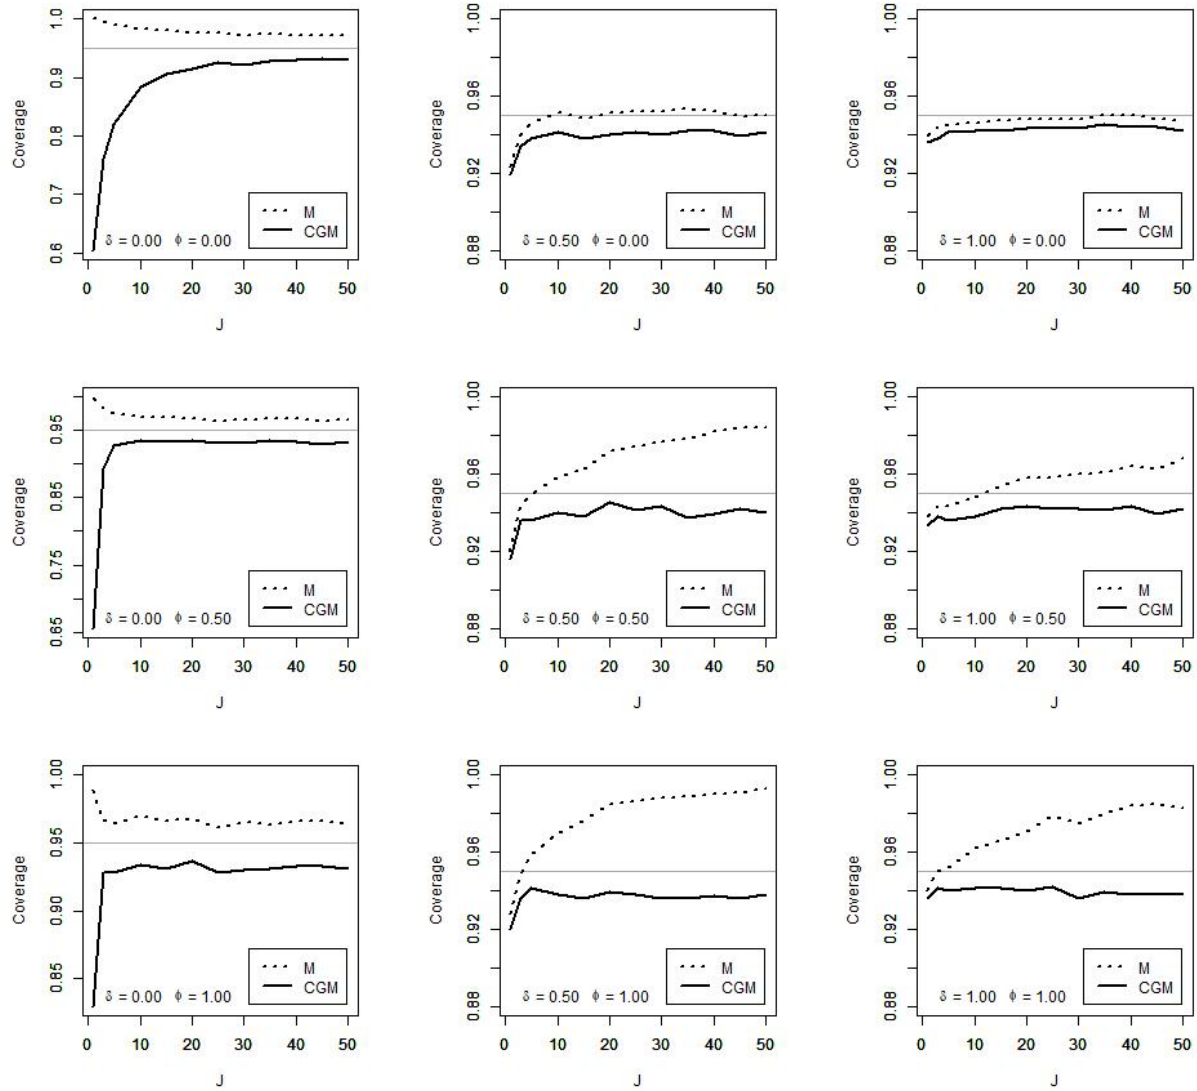 Coverage
1.0
0.9
0.8
0.7
0.6
M
CGM
δ = 0.00 ϕ = 0.00
0 10 20 30 40 50
J
Coverage
1.00
0.96
0.92
0.88
M
CGM
δ = 0.50 ϕ = 0.00
0 10 20 30 40 50
J
Coverage
1.00
0.96
0.92
0.88
M
CGM
δ = 1.00 ϕ = 0.00
0 10 20 30 40 50
J
Coverage
0.95
0.85
0.75
0.65
M
CGM
δ = 0.00 ϕ = 0.50
0 10 20 30 40 50
J
Coverage
1.00
0.96
0.92
0.88
M
CGM
δ = 0.50 ϕ = 0.50
0 10 20 30 40 50
J
Coverage
1.00
0.96
0.92
0.88
M
CGM
δ = 1.00 ϕ = 0.50
0 10 20 30 40 50
J
Coverage
1.00
0.95
0.90
0.85
M
CGM
δ = 0.00 ϕ = 1.00
0 10 20 30 40 50
J
Coverage
1.00
0.96
0.92
0.88
M
CGM
δ = 0.50 ϕ = 1.00
0 10 20 30 40 50
J
Coverage
1.00
0.96
0.92
0.88
M
CGM
δ = 1.00 ϕ = 1.00
0 10 20 30 40 50
J